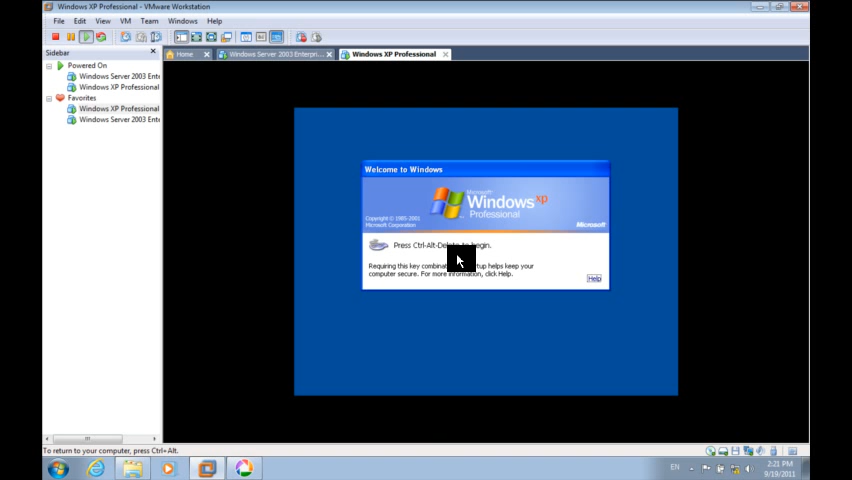 Windows XP Professional - VMware Workstation
File Edit View VM Team Windows Help
Sidebar
Powered On
Windows Server 2003 Ente
Windows XP Professional
Favorites
Windows XP Professional
Windows Server 2003 Ente
Home
Windows Server 2003 Enterpri...
Windows XP Professional
Welcome to Windows
Microsoft
Windows xp
Professional
Copyright © 1985-2001
Microsoft Corporation
Microsoft
Press Ctrl-Alt-Delete to begin.
Requiring this key at startup helps keep your
computer secure. For more information, click Help.
Help
To return to your computer, press Ctrl+Alt.
EN
2:21 PM
9/19/2011